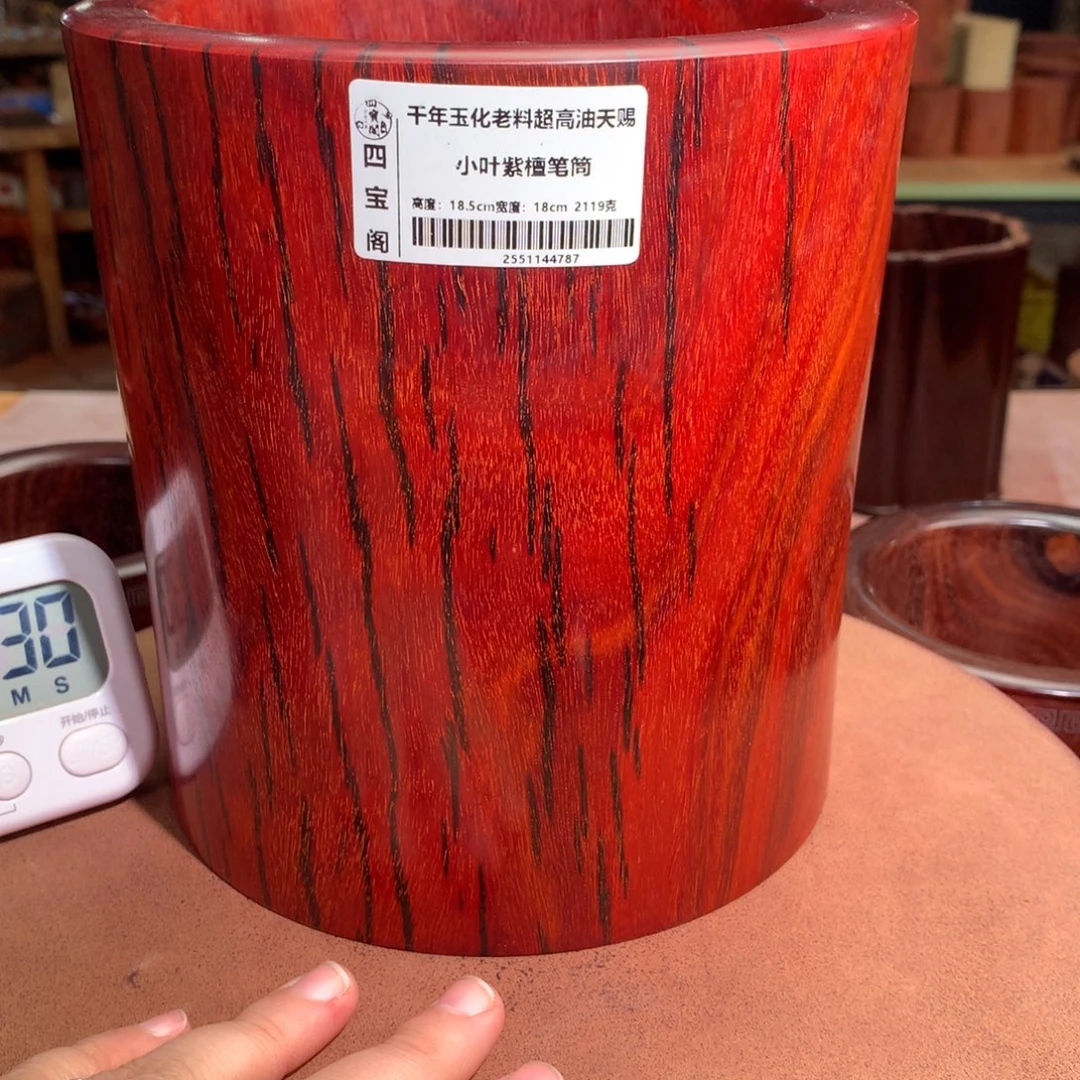 千年玉化老料超高油天赐
小叶紫檀笔筒
高度：18.5cm宽度：18cm 2119克
2551144787
四宝阁
30
M S
开始/停止